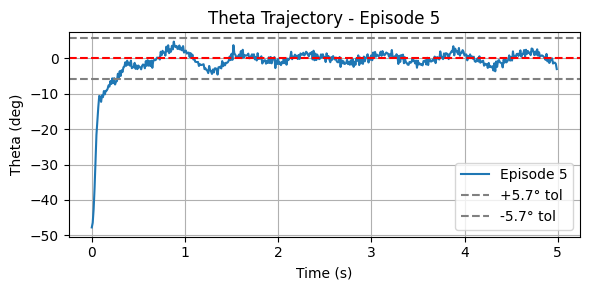 Theta Trajectory - Episode 5
Theta (deg)
0
−10
−20
−30
−40
−50
0
1
2
3
4
5
Time (s)
Episode 5
+5.7° tol
-5.7° tol